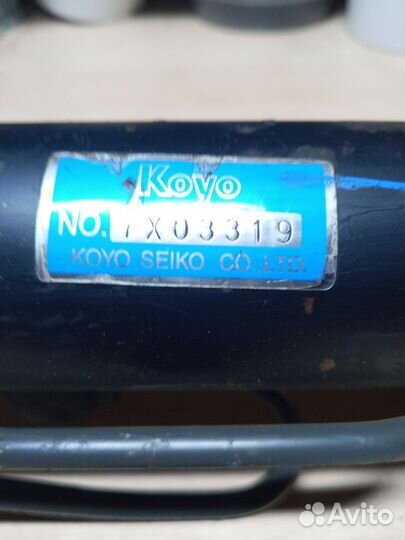 Koyo
NO. 7X03319
KOYO SEIKO CO.,LTD.
Avito